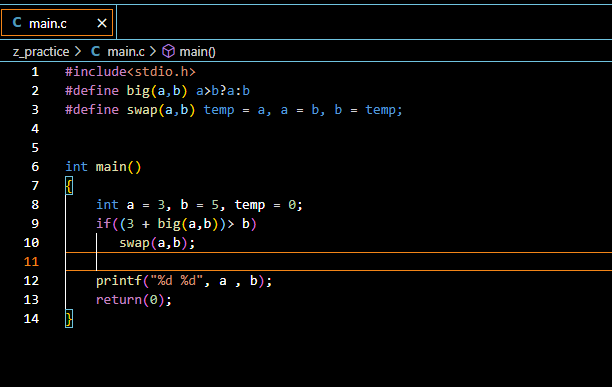 C main.c ×
z_practice > C main.c > main()
1 #include<stdio.h>
2 #define big(a,b) a>b?a:b
3 #define swap(a,b) temp = a, a = b, b = temp;
4
5
6 int main()
7 {
8     int a = 3, b = 5, temp = 0;
9     if((3 + big(a,b))> b)
10        swap(a,b);
11
12     printf("%d %d", a , b);
13     return(0);
14 }